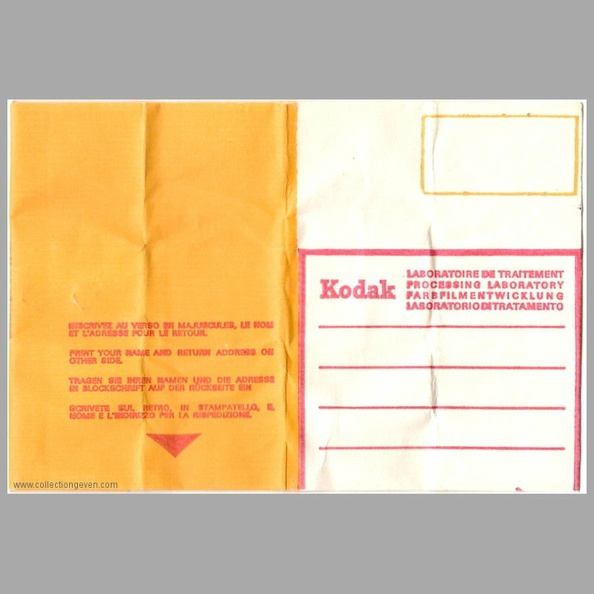 INSCRIVEZ AU VERSO EN MAJUSCULES, LE NOM
ET L'ADRESSE POUR LE RETOUR.
PRINT YOUR NAME AND RETURN ADDRESS ON
OTHER SIDE.
TRAGEN SIE IHREN NAMEN UND DIE ADRESSE
IN BLOCKSCHRIFT AUF DER RÜCKSEITE EIN
SCRIVETE SUL RETRO, IN STAMPATELLO, IL
NOME E L'INDIRIZZO PER LA RISPEDIZIONE.
Kodak
LABORATOIRE DE TRAITEMENT
PROCESSING LABORATORY
FARBFILMENTWICKLUNG
LABORATORIO DI TRATAMENTO
www.collectiongeven.com